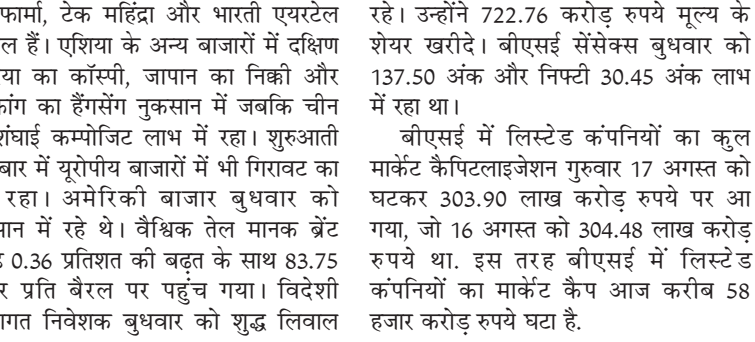 फार्मा, टेक महिंद्रा और भारती एयरटेल
हैं। एशिया के अन्य बाजारों में दक्षिण
का कॉस्पी, जापान का निक्की और
का हैंगसेंग नुकसान में जबकि चीन
कम्पोजिट लाभ में रहा। शुरुआती
में यूरोपीय बाजारों में भी गिरावट का
रहा। अमेरिकी बाजार बुधवार को
में रहे थे। वैश्विक तेल मानक ब्रेंट
0.36 प्रतिशत की बढ़त के साथ 83.75
प्रति बैरल पर पहुंच गया। विदेशी
निवेशक बुधवार को शुद्ध लिवाल
रहे। उन्होंने 722.76 करोड़ रुपये मूल्य के
शेयर खरीदे। बीएसई सेंसेक्स बुधवार को
137.50 अंक और निफ्टी 30.45 अंक लाभ
में रहा था।
बीएसई में लिस्टेड कंपनियों का कुल
मार्केट कैपिटलाइजेशन गुरुवार 17 अगस्त को
घटकर 303.90 लाख करोड़ रुपये पर आ
गया, जो 16 अगस्त को 304.48 लाख करोड़
रुपये था. इस तरह बीएसई में लिस्टेड
कंपनियों का मार्केट कैप आज करीब 58
हजार करोड़ रुपये घटा है.